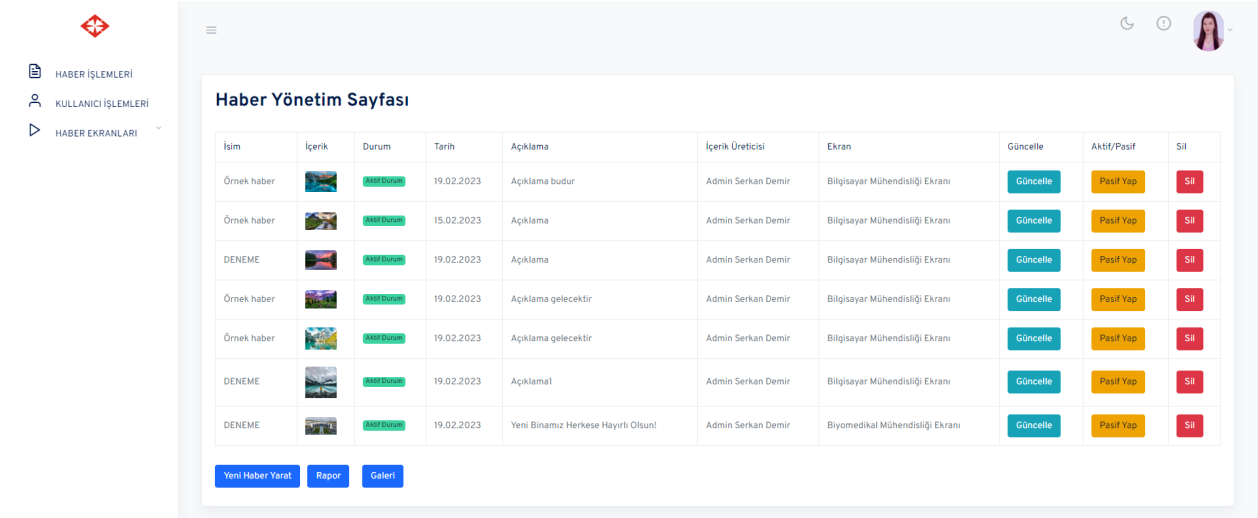 HABER İŞLEMLERİ
KULLANICI İŞLEMLERİ
HABER EKRANLARI
Haber Yönetim Sayfası
İsim İçerik Durum Tarih Açıklama İçerik Üreticisi Ekran Güncelle Aktif/Pasif Sil
Örnek haber Aktif Durum 19.02.2023 Açıklama budur Admin Serkan Demir Bilgisayar Mühendisliği Ekranı Güncelle Pasif Yap Sil
Örnek haber Aktif Durum 15.02.2023 Açıklama Admin Serkan Demir Bilgisayar Mühendisliği Ekranı Güncelle Pasif Yap Sil
DENEME Aktif Durum 19.02.2023 Açıklama Admin Serkan Demir Bilgisayar Mühendisliği Ekranı Güncelle Pasif Yap Sil
Örnek haber Aktif Durum 19.02.2023 Açıklama gelecektir Admin Serkan Demir Bilgisayar Mühendisliği Ekranı Güncelle Pasif Yap Sil
Örnek haber Aktif Durum 19.02.2023 Açıklama gelecektir Admin Serkan Demir Bilgisayar Mühendisliği Ekranı Güncelle Pasif Yap Sil
DENEME Aktif Durum 19.02.2023 Açıklama1 Admin Serkan Demir Bilgisayar Mühendisliği Ekranı Güncelle Pasif Yap Sil
DENEME Aktif Durum 19.02.2023 Yeni Binamız Herkese Hayırlı Olsun! Admin Serkan Demir Biyomedikal Mühendisliği Ekranı Güncelle Pasif Yap Sil
Yeni Haber Yarat Rapor Galeri